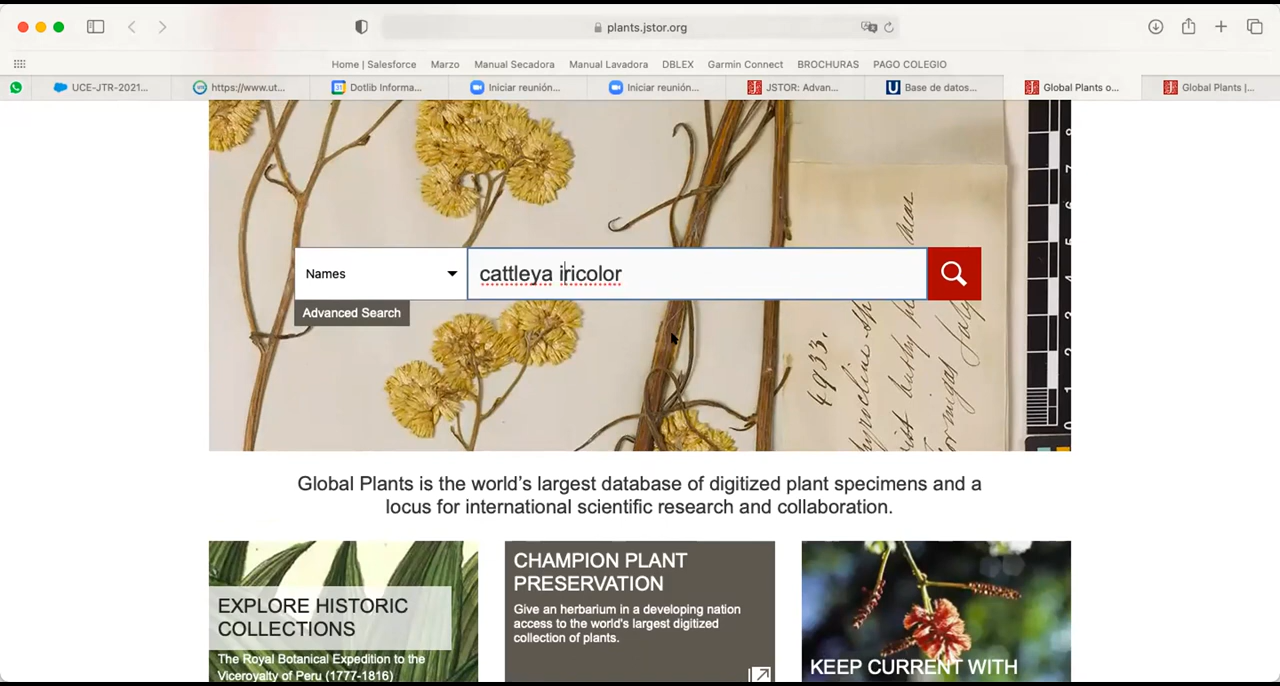 plants.jstor.org
Home | Salesforce Marzo Manual Secadora Manual Lavadora DBLEX Garmin Connect BROCHURAS PAGO COLEGIO
UCE-JTR-2021... https://www.ut... 31 Dotlib Informa... Iniciar reunión... Iniciar reunión... JSTOR: Advan... U Base de datos... Global Plants o... Global Plants |...
Names
cattleya iricolor
Advanced Search
4933.
Global Plants is the world’s largest database of digitized plant specimens and a
locus for international scientific research and collaboration.
EXPLORE HISTORIC
COLLECTIONS
The Royal Botanical Expedition to the
Viceroyalty of Peru (1777-1816)
CHAMPION PLANT
PRESERVATION
Give an herbarium in a developing nation
access to the world's largest digitized
collection of plants.
KEEP CURRENT WITH